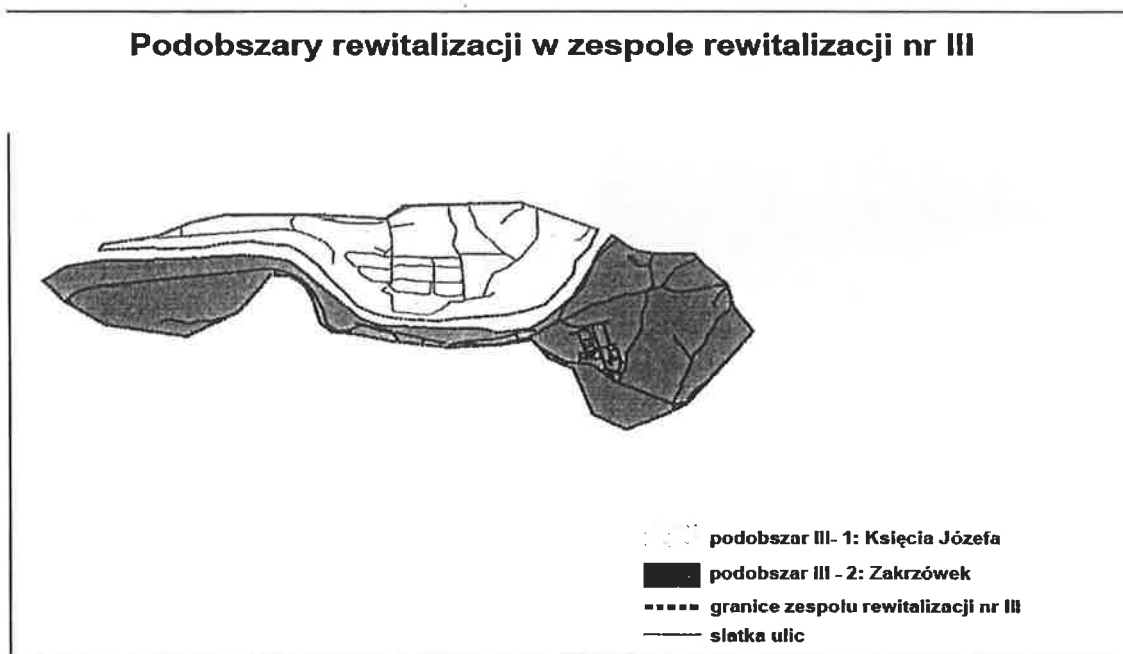 Podobszary rewitalizacji w zespole rewitalizacji nr III
podobszar III- 1: Księcia Józefa
podobszar III - 2: Zakrzówek
granice zespołu rewitalizacji nr III
siatka ulic